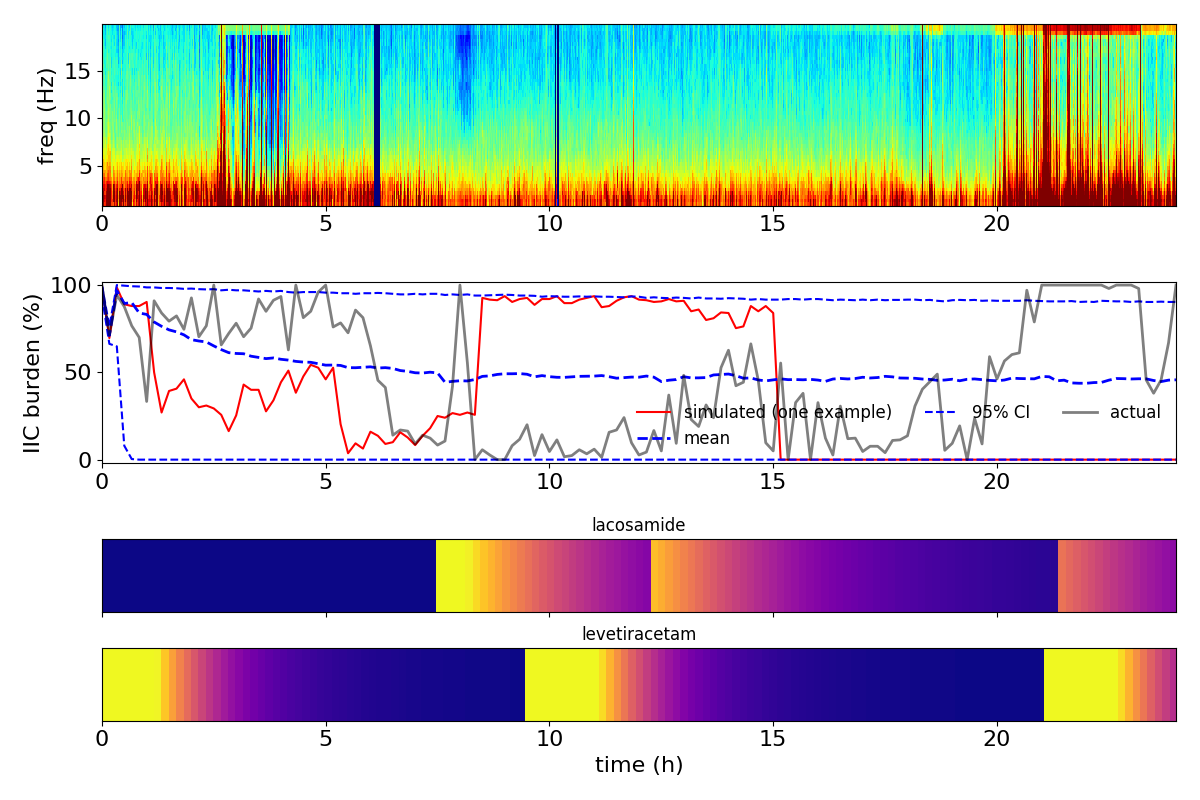 freq (Hz)
15
10
5
0 5 10 15 20
IIC burden (%)
100
50
0
simulated (one example) 95% CI actual
mean
0 5 10 15 20
lacosamide
levetiracetam
0 5 10 15 20
time (h)